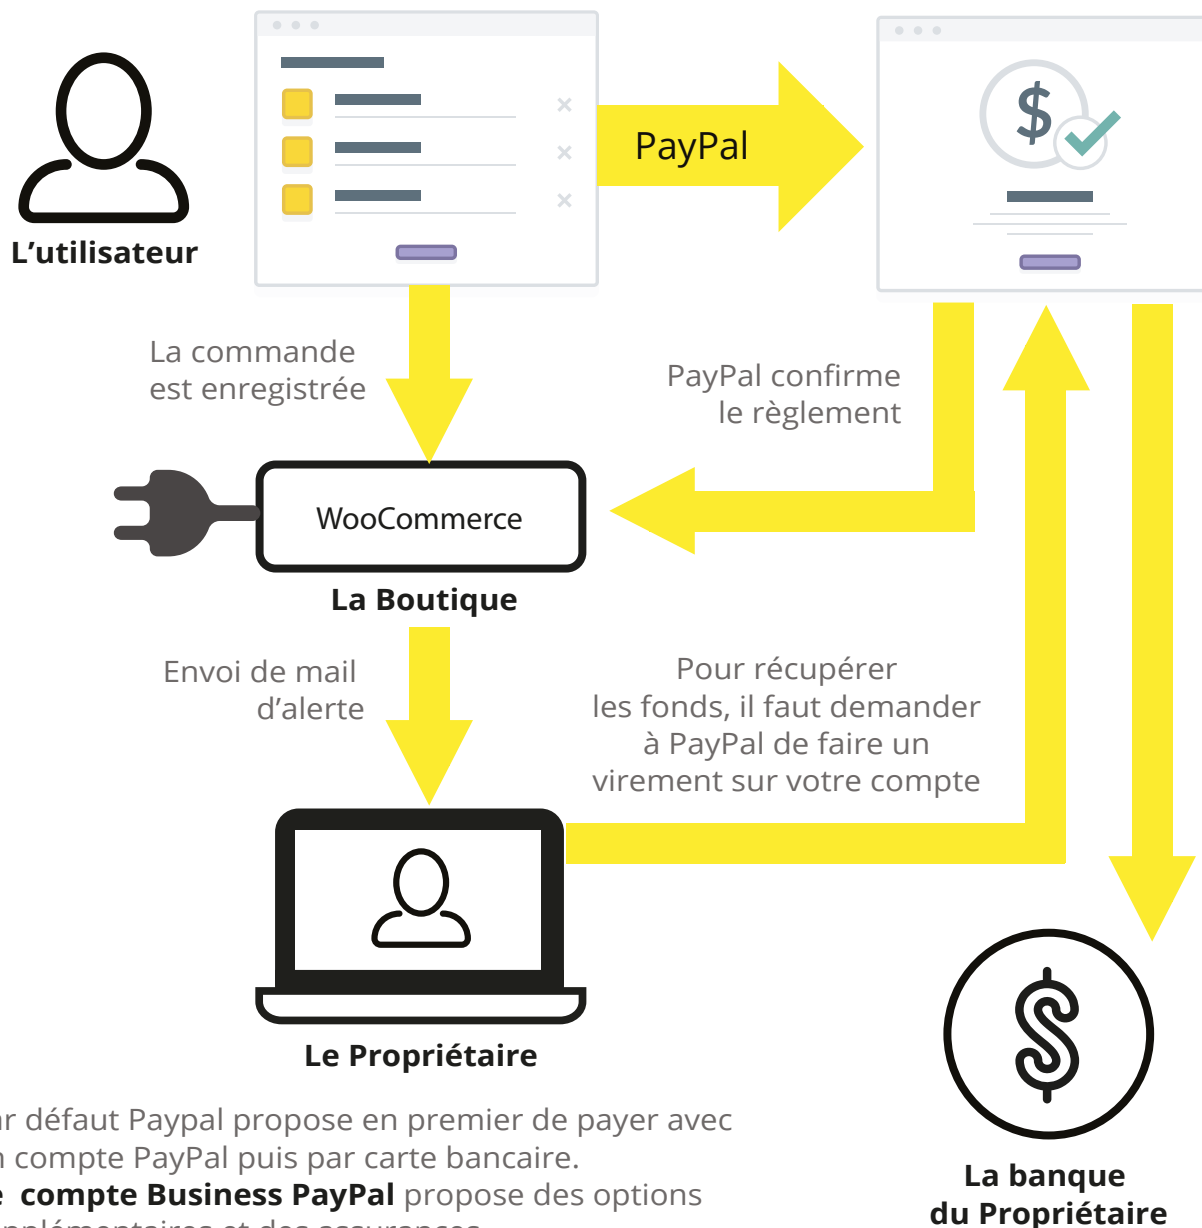 L’utilisateur
PayPal
$
La commande
est enregistrée
PayPal confirme
le règlement
WooCommerce
La Boutique
Envoi de mail
d’alerte
Pour récupérer
les fonds, il faut demander
à PayPal de faire un
virement sur votre compte
Le Propriétaire
La banque
du Propriétaire
défaut Paypal propose en premier de payer avec
compte PayPal puis par carte bancaire.
compte Business PayPal propose des options
et des assurances